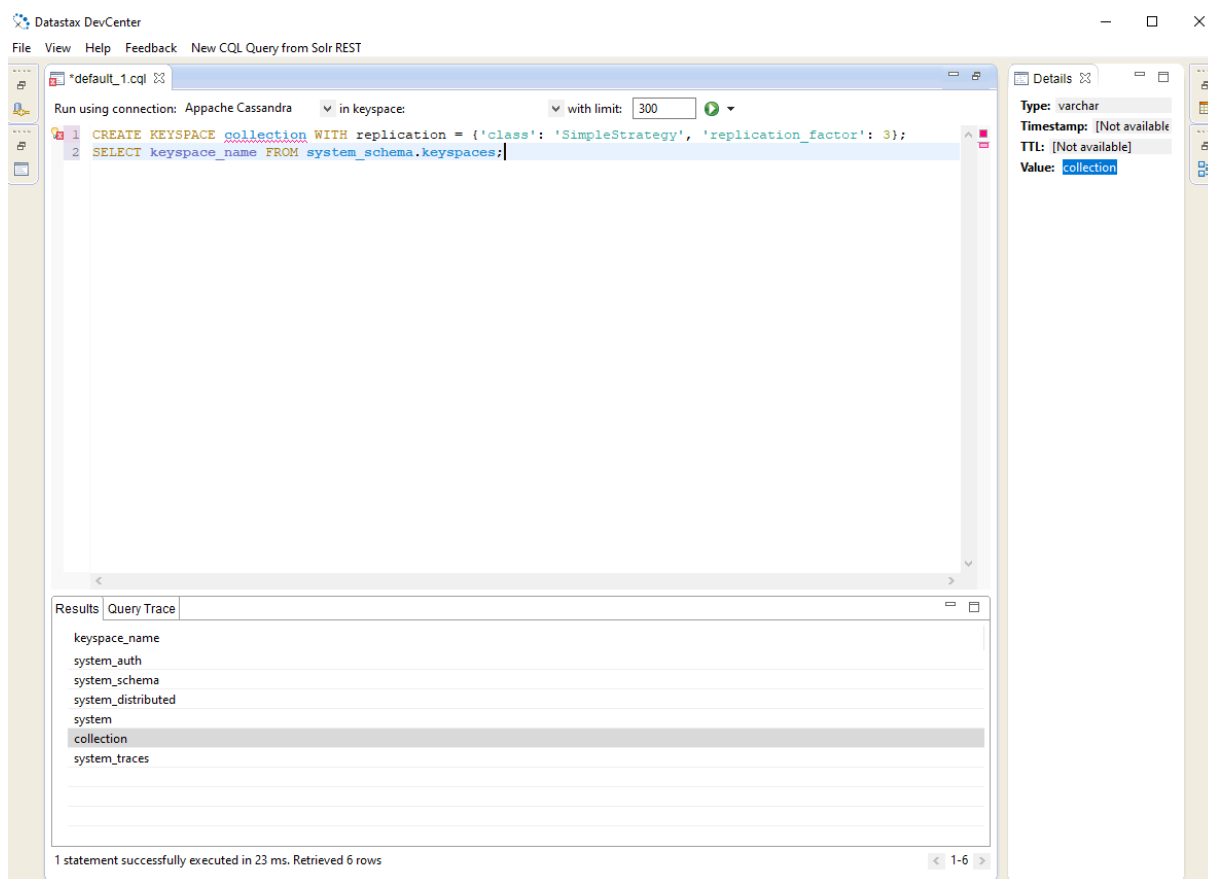 Datastax DevCenter
File View Help Feedback New CQL Query from Solr REST
*default_1.cql
Run using connection: Appache Cassandra in keyspace: with limit: 300
1 CREATE KEYSPACE collection WITH replication = {'class': 'SimpleStrategy', 'replication_factor': 3};
2 SELECT keyspace_name FROM system_schema.keyspaces;
Details
Type: varchar
Timestamp: [Not available
TTL: [Not available]
Value: collection
Results Query Trace
keyspace_name
system_auth
system_schema
system_distributed
system
collection
system_traces
1 statement successfully executed in 23 ms. Retrieved 6 rows
< 1-6 >